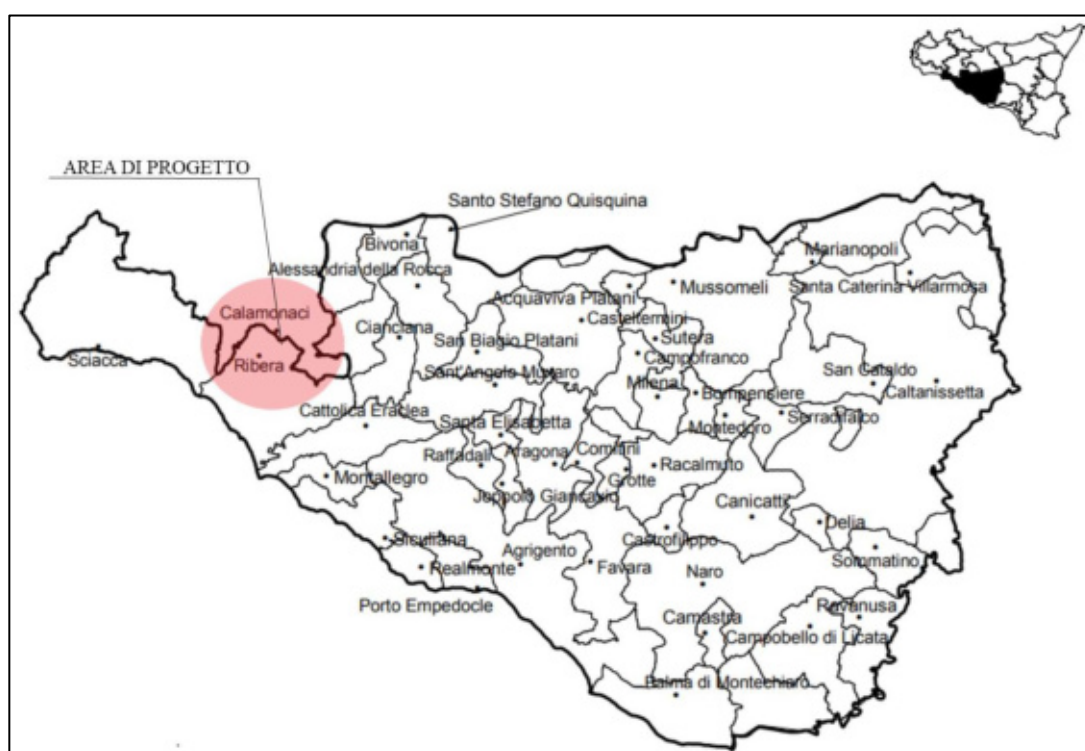 AREA DI PROGETTO
Santo Stefano Quisquina
Bivona
Marianopoli
Alessandria della Rocca
Santa Caterina Villarmosa
Acquaviva Platani
Mussomeli
Calamonaci
Casteltermini
Cianciana
San Biagio Platani
Sutera
Sciacca
Ribera
Campofranco
Sant'Angelo Muxaro
Milena
San Cataldo
Bompensiere
Caltanissetta
Cattolica Eraclea
Montedoro
Serradifalco
Santa Elisabetta
Raffadali
Aragona
Comitini
Racalmuto
Montallegro
Grotte
Joppolo Giancaxio
Canicatti'
Delia
Siculiana
Castrofilippo
Agrigento
Sommatino
Realmonte
Favara
Naro
Porto Empedocle
Ravanusa
Camastra
Campobello di Licata
Palma di Montechiaro